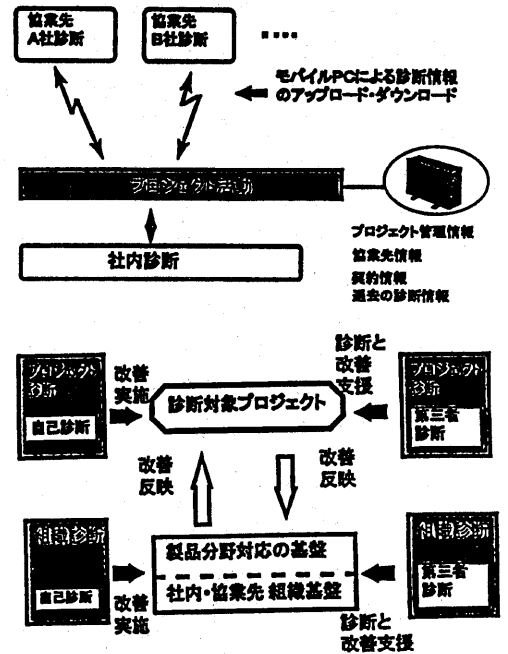 協業先
A社診断
協業先
B社診断
モバイルPCによる診断情報
のアップロード・ダウンロード
プロジェクト活動
プロジェクト管理情報
協業先情報
契約情報
過去の診断情報
社内診断
プロジェクト
診断
自己診断
改善
実施
診断対象プロジェクト
診断と
改善
支援
プロジェクト
診断
第三者
診断
改善
反映
改善
反映
組織診断
自己診断
改善
実施
製品分野対応の基盤
社内・協業先 組織基盤
組織診断
第三者
診断
診断と
改善支援